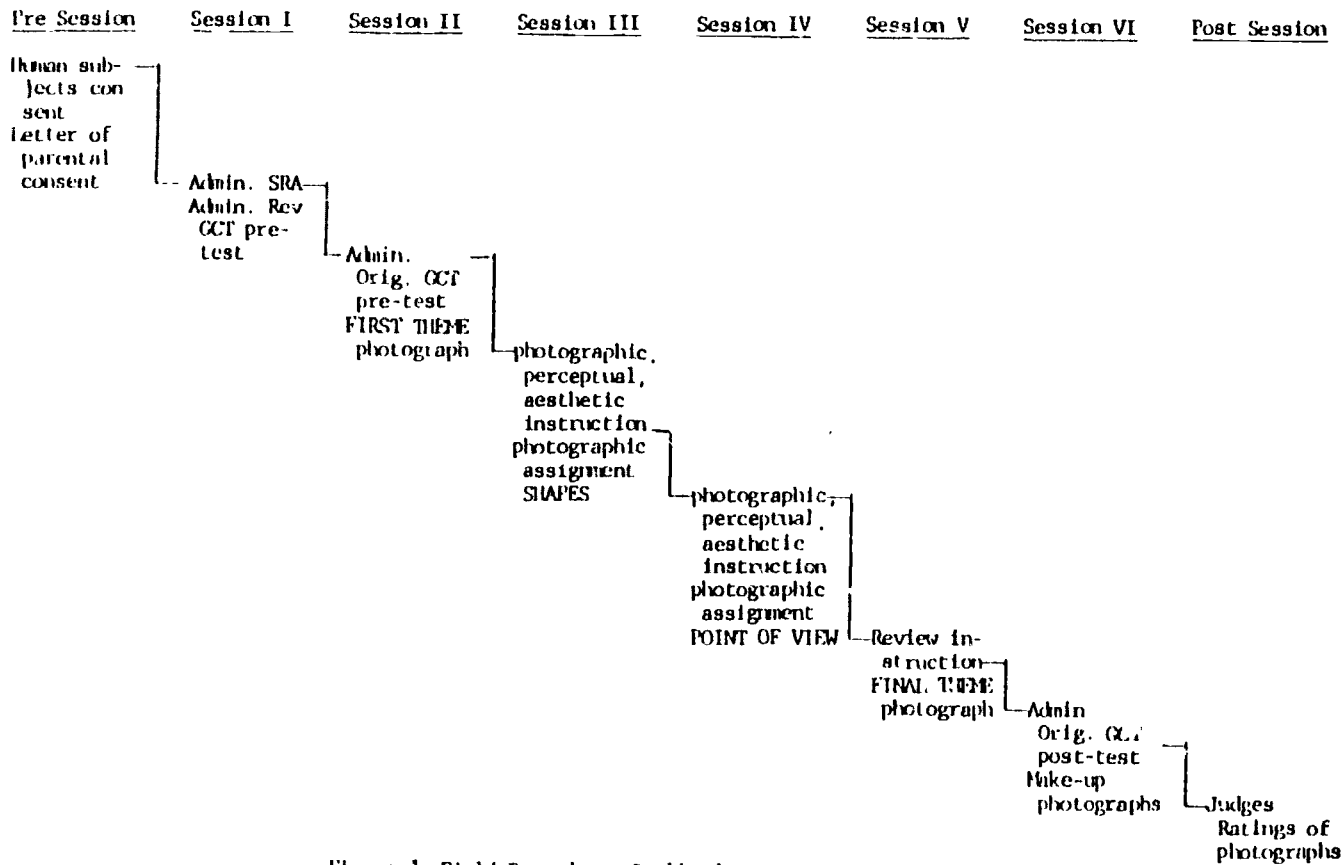 Pre Session Session I Session II Session III Session IV Session V Session VI Post Session
Human sub-
jects con
sent
Letter of
parental
consent
Admin. SRA
Admin. Rev
GCT pre-
test
Admin.
Orig. GCT
pre-test
FIRST THEME
photograph
photographic,
perceptual,
aesthetic
instruction
photographic
assignment
SHAPES
photographic,
perceptual,
aesthetic
instruction
photographic
assignment
POINT OF VIEW
Review in-
struction
FINAL THEME
photograph
Admin
Orig.
post-test
Make-up
photographs
Judges
Ratings of
photographs